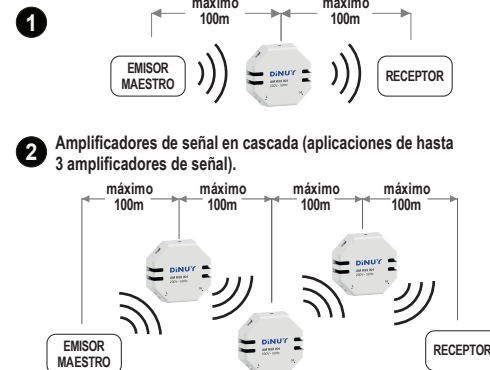 1
máximo
100m
máximo
100m
EMISOR
MAESTRO
DiNUY
RECEPTOR
2
Amplificadores de señal en cascada (aplicaciones de hasta
3 amplificadores de señal).
máximo
100m
máximo
100m
máximo
100m
máximo
100m
DiNUY
DiNUY
DiNUY
EMISOR
MAESTRO
RECEPTOR